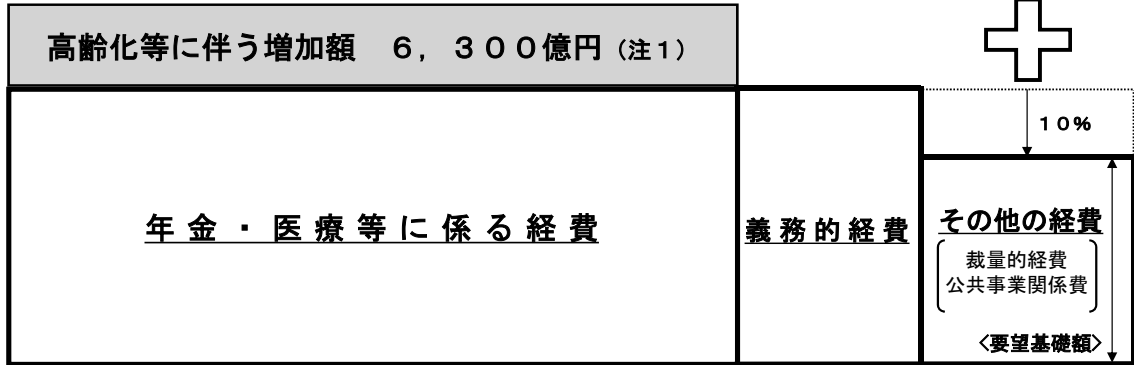 高齢化等に伴う増加額　６，３００億円（注１）
１０%
年金・医療等に係る経費
義務的経費
その他の経費
裁量的経費
公共事業関係費
<要望基礎額>